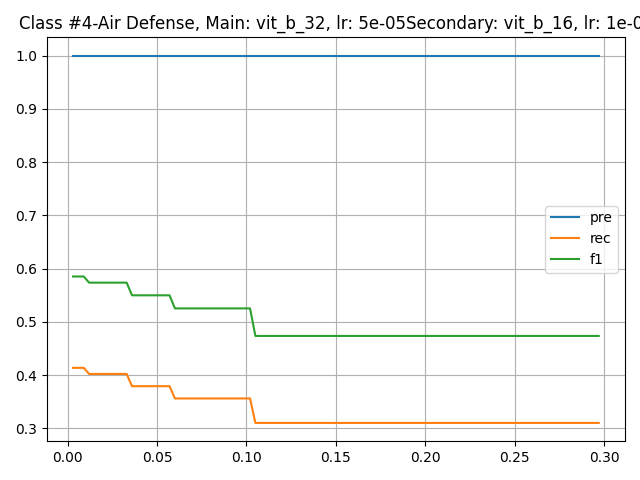 Class #4-Air Defense, Main: vit_b_32, lr: 5e-05Secondary: vit_b_16, lr: 1e-0
1.0
0.9
0.8
0.7
0.6
0.5
0.4
0.3
pre
rec
f1
0.00 0.05 0.10 0.15 0.20 0.25 0.30